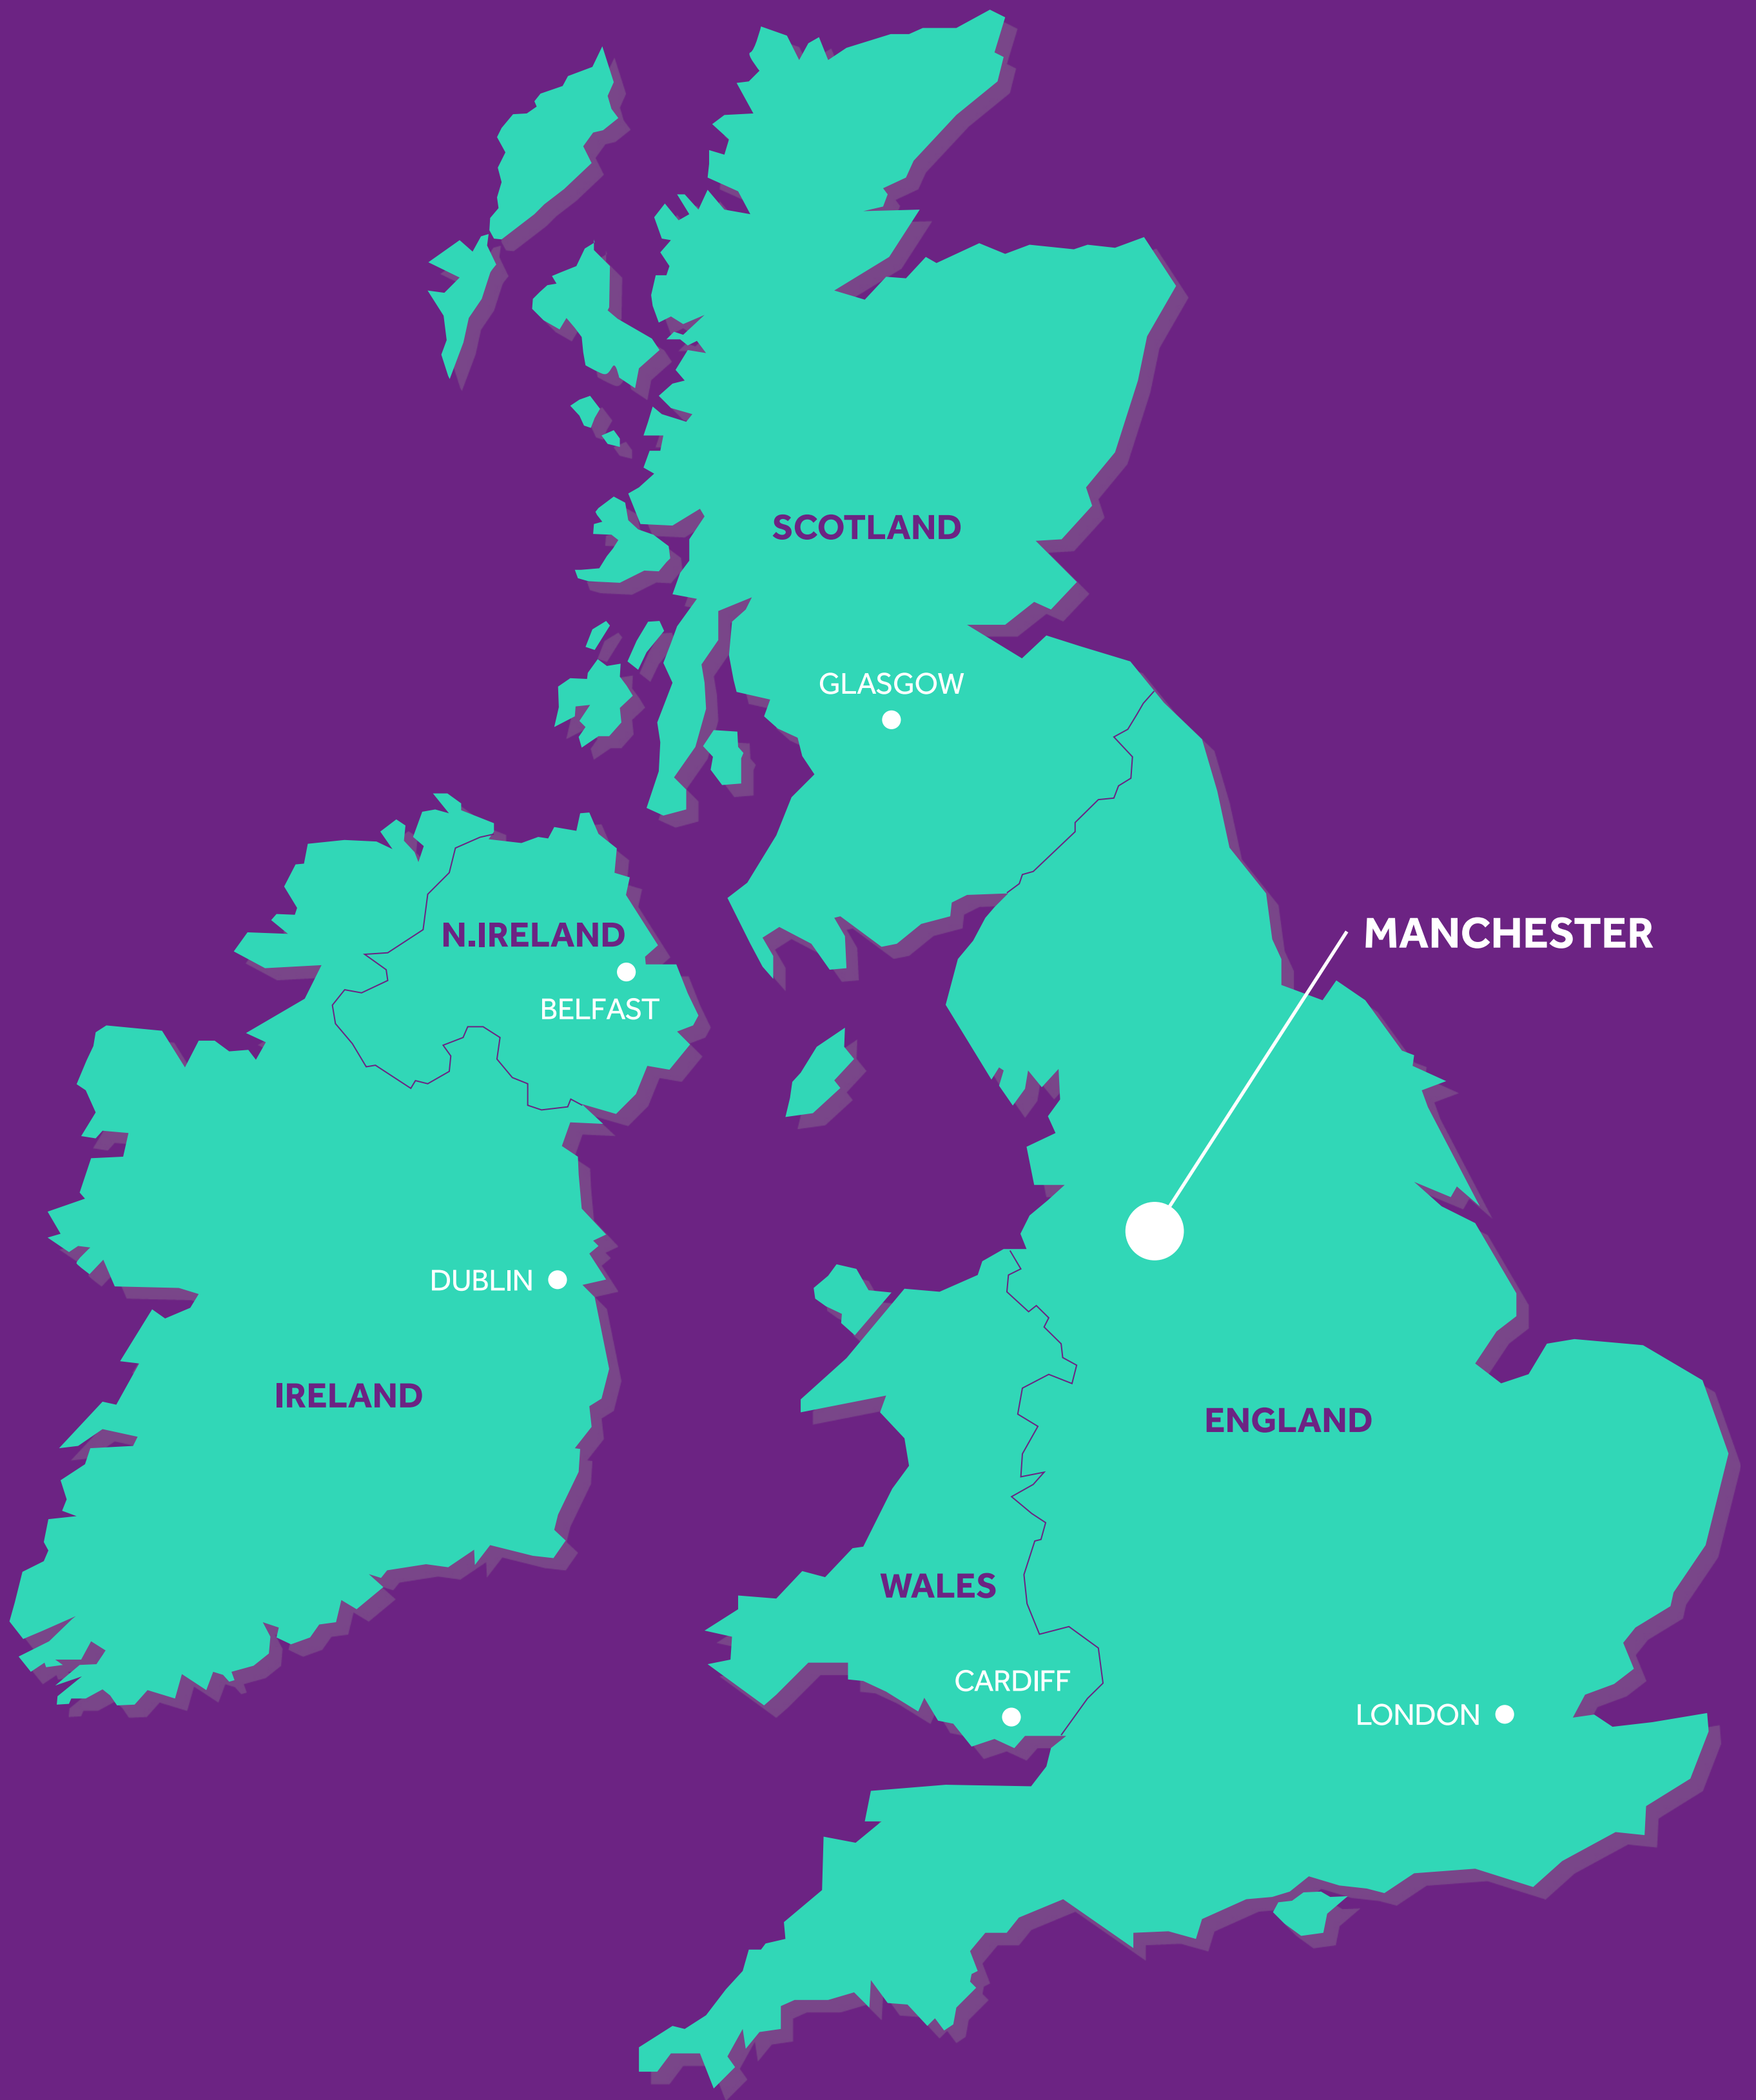 SCOTLAND
GLASGOW
MANCHESTER
N.IRELAND
BELFAST
DUBLIN
IRELAND
ENGLAND
WALES
CARDIFF
LONDON